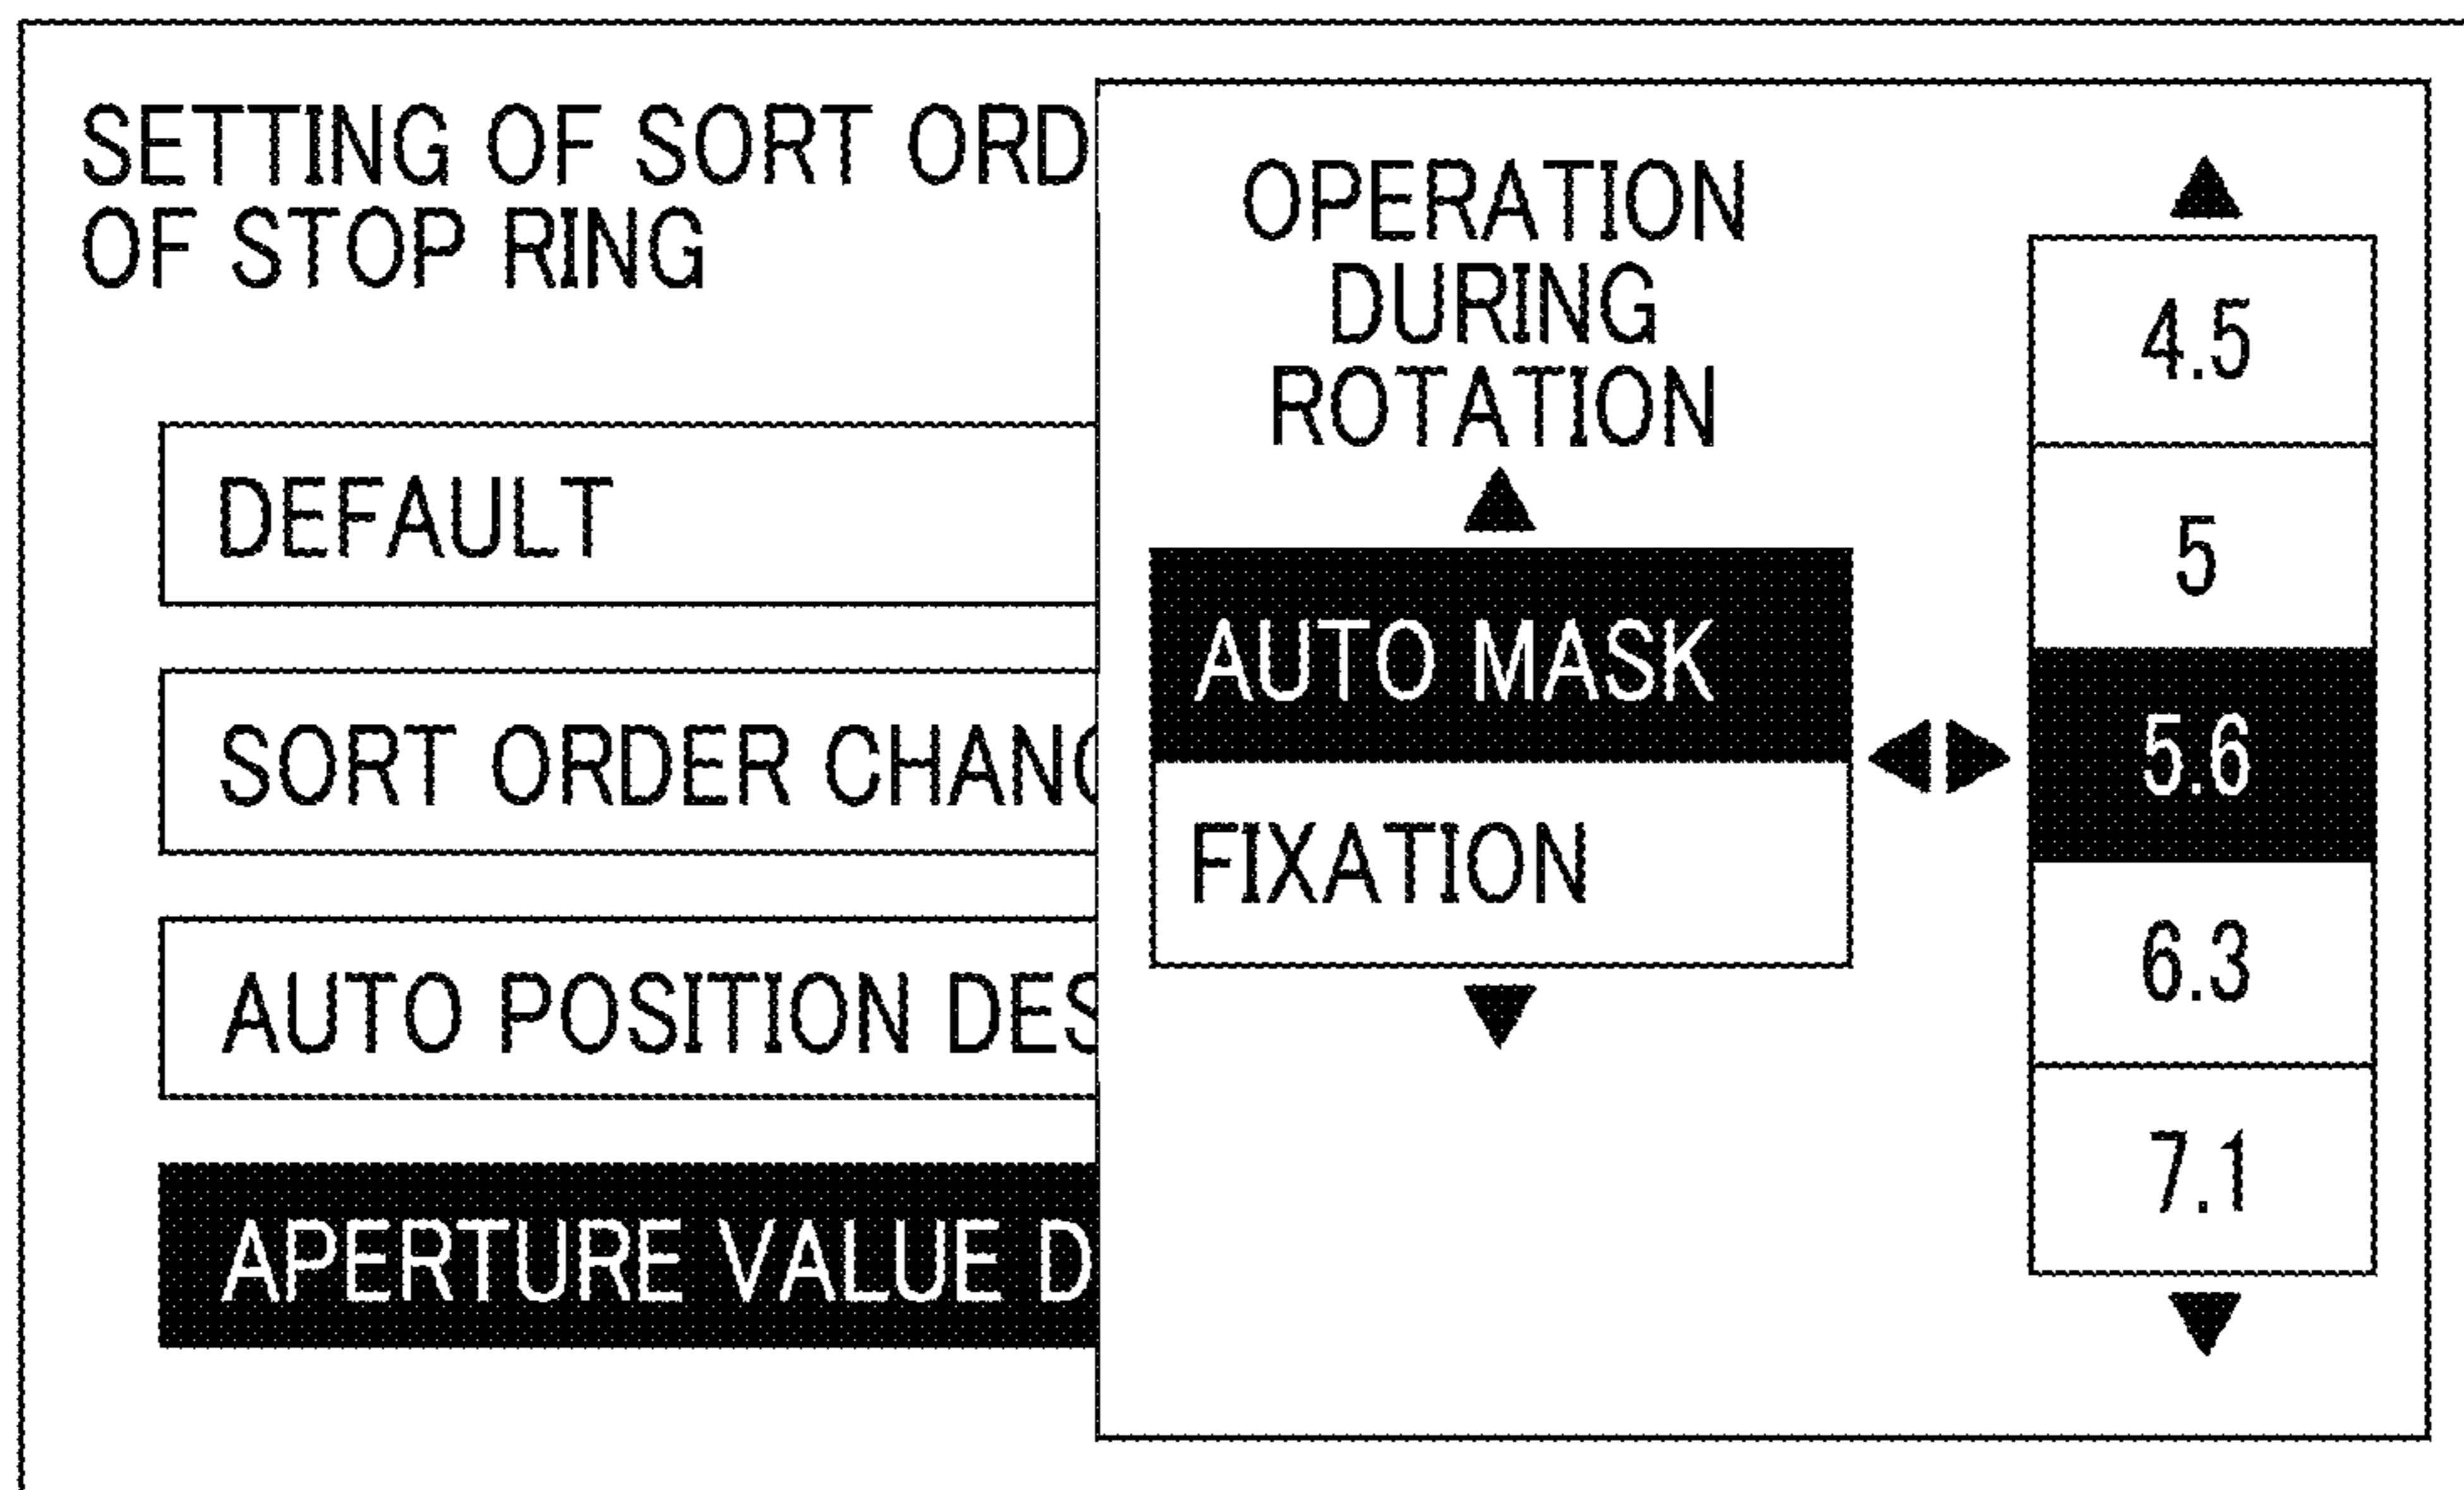 SETTING OF SORT ORD
OF STOP RING
DEFAULT
SORT ORDER CHANG
AUTO POSITION DES
APERTURE VALUE D
OPERATION
DURING
ROTATION
AUTO MASK
FIXATION
4.5
5
5.6
6.3
7.1